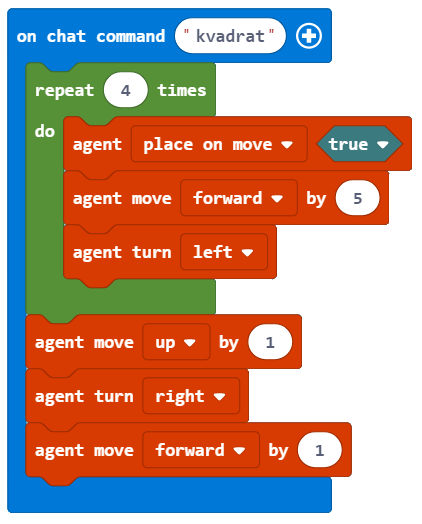 on chat command "kvadrat"
repeat 4 times
do
agent place on move true
agent move forward by 5
agent turn left
agent move up by 1
agent turn right
agent move forward by 1